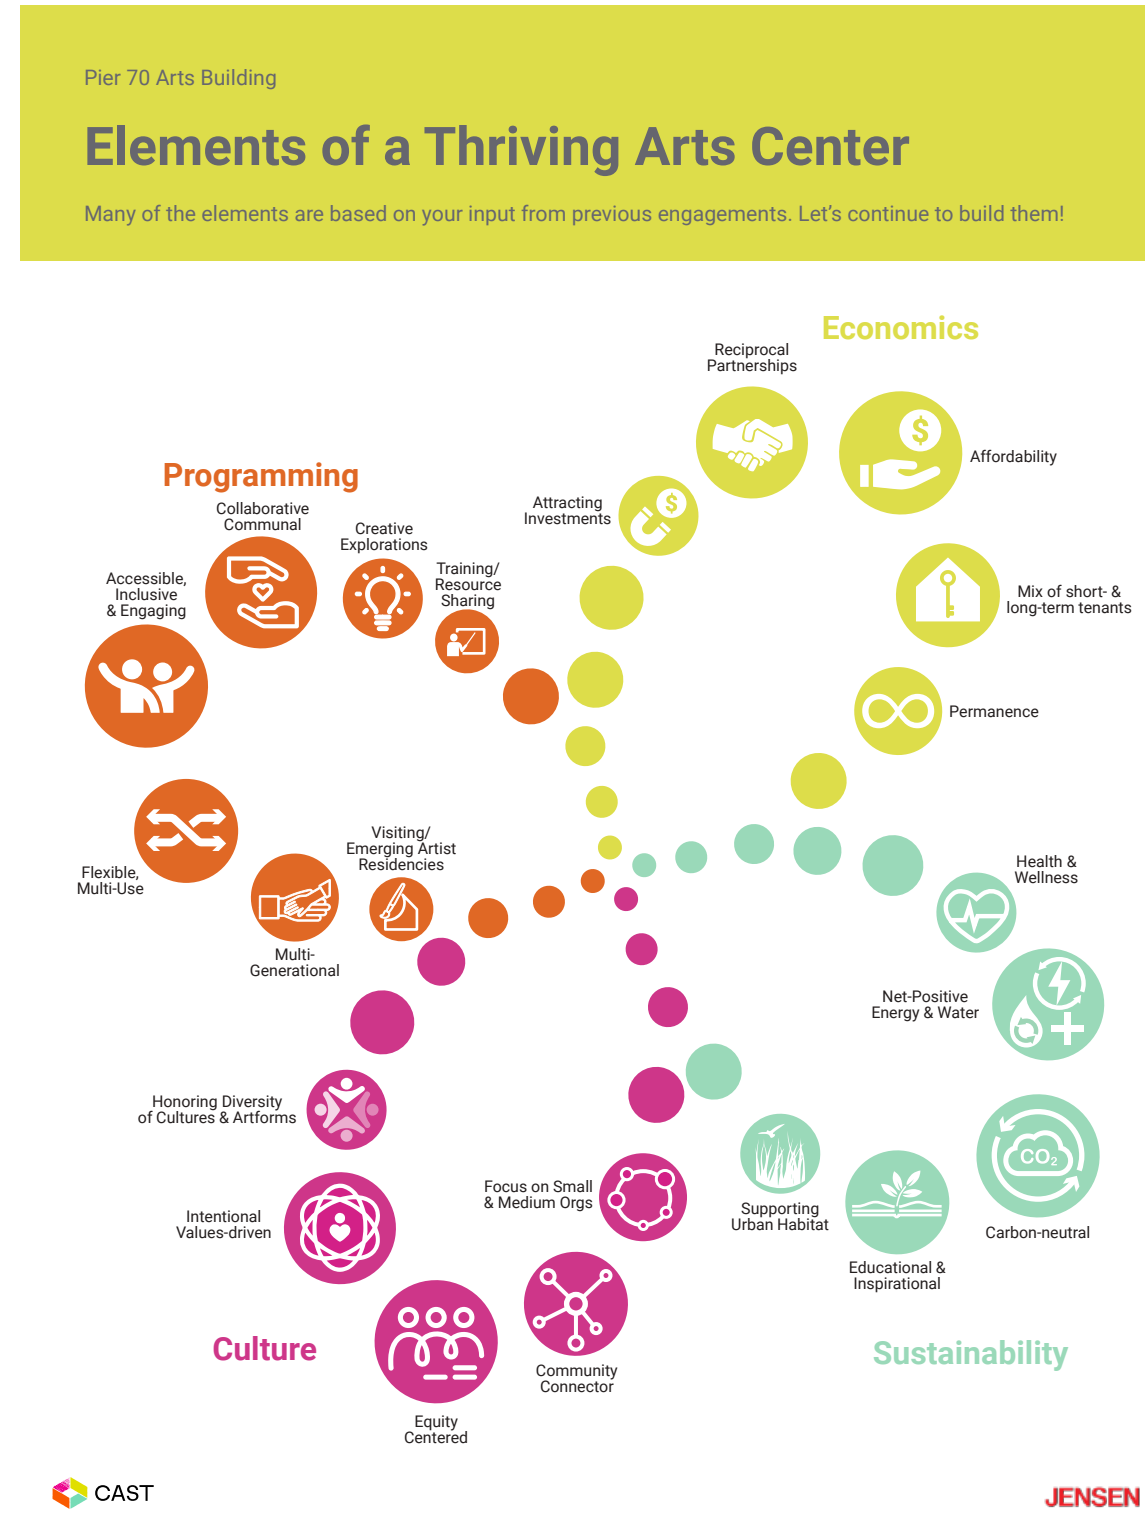 Pier 70 Arts Building
Elements of a Thriving Arts Center
Many of the elements are based on your input from previous engagements. Let's continue to build them!
Economics
Reciprocal
Partnerships
$
Affordability
Attracting
Investments
$
Mix of short- &
long-term tenants
Permanence
Programming
Collaborative
Communal
Creative
Explorations
Training/
Resource
Sharing
Accessible,
Inclusive
& Engaging
Flexible,
Multi-Use
Multi-
Generational
Visiting/
Emerging Artist
Residencies
Health &
Wellness
Net-Positive
Energy & Water
CO2
Carbon-neutral
Educational &
Inspirational
Supporting
Urban Habitat
Sustainability
Honoring Diversity
of Cultures & Artforms
Intentional
Values-driven
Focus on Small
& Medium Orgs
Community
Connector
Equity
Centered
Culture
CAST
JENSEN